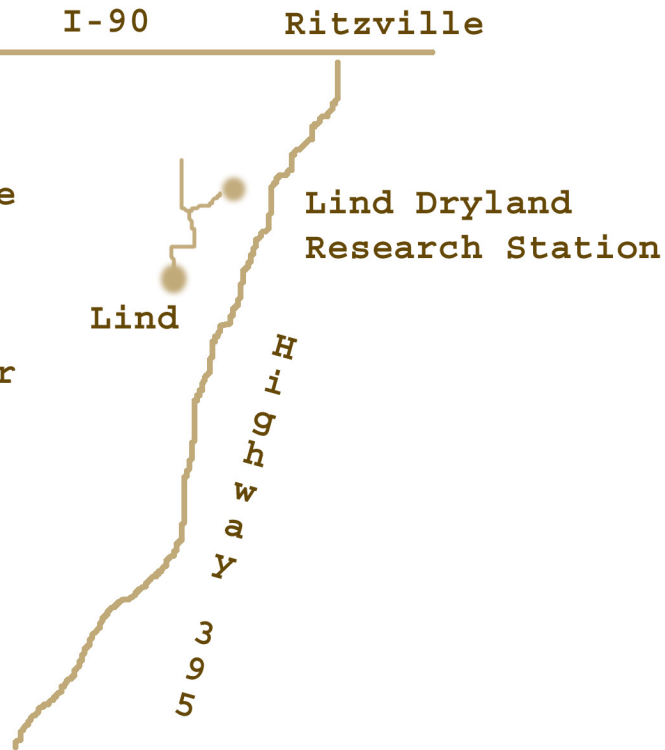 I-90 Ritzville
e
Lind Dryland
Research Station
Lind
r
Highway 395